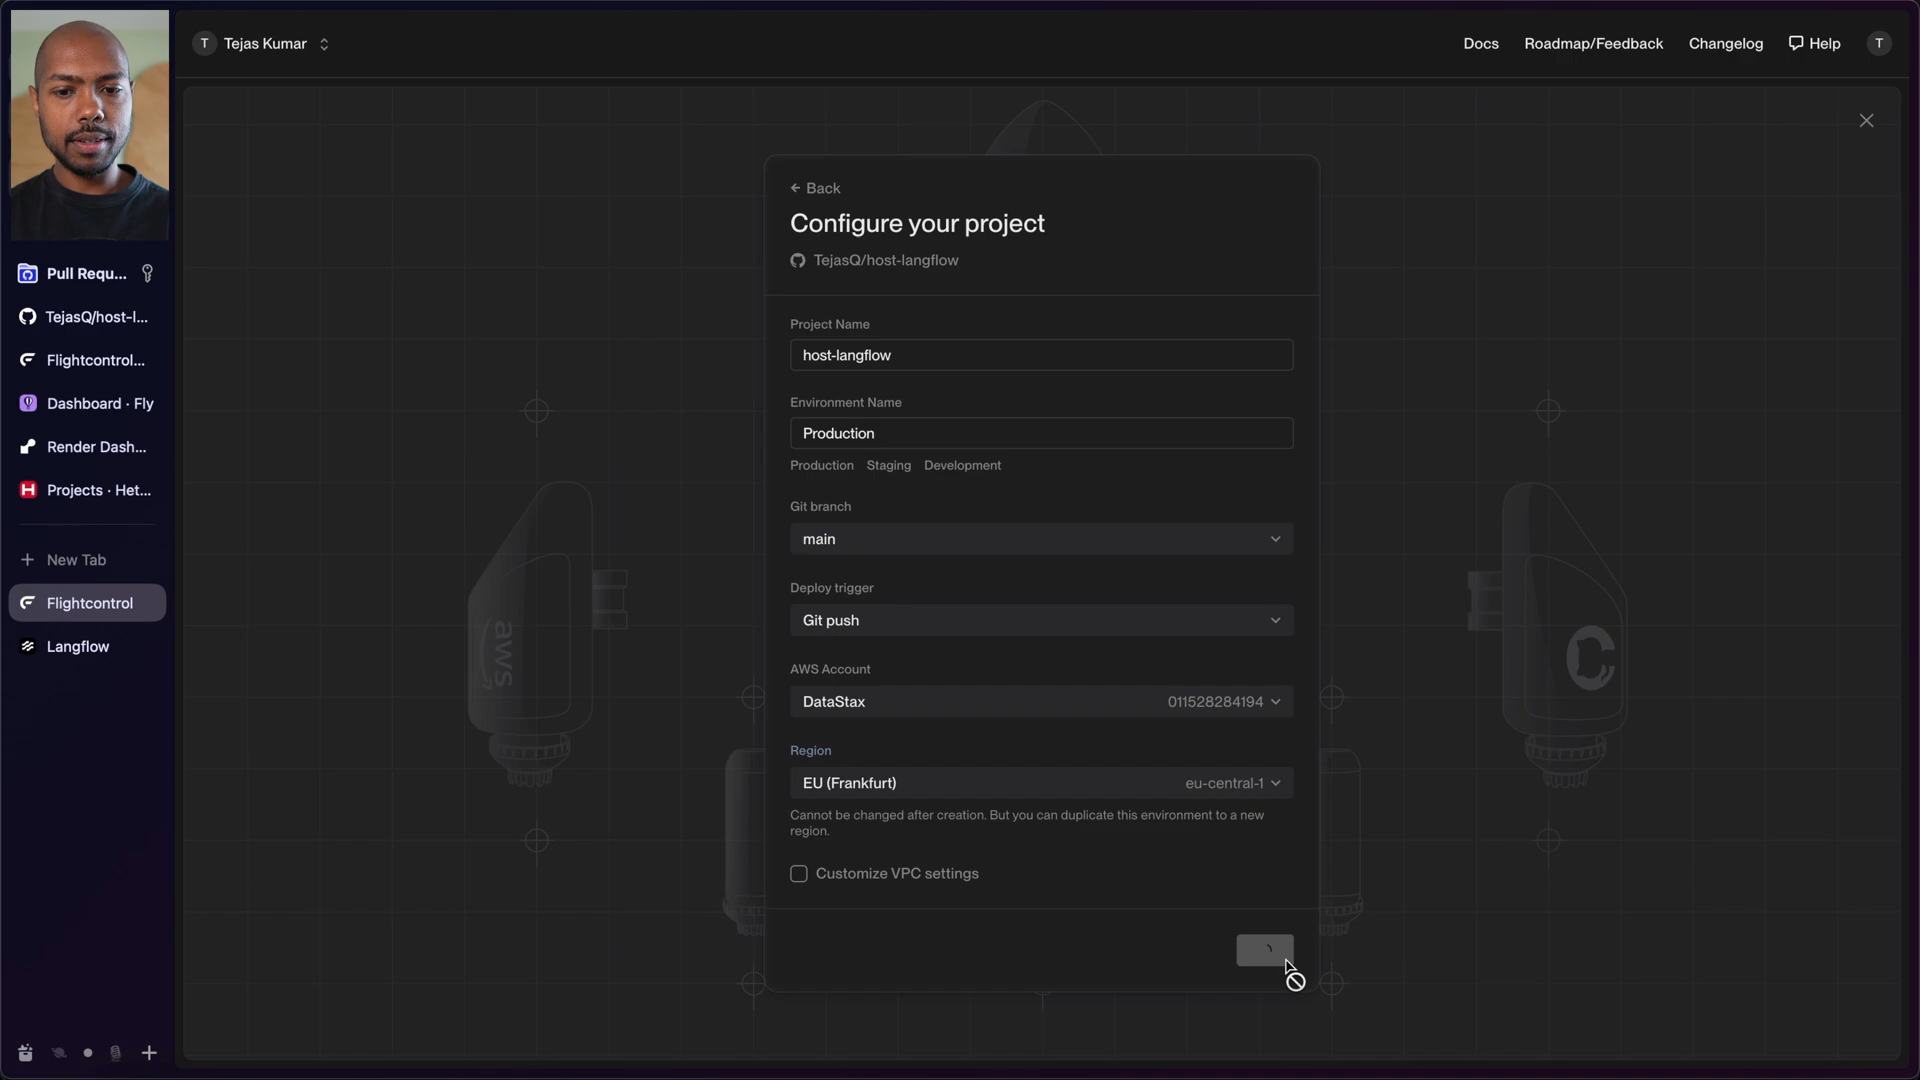 T Tejas Kumar
Docs
Roadmap/Feedback
Changelog
Help
T
Pull Requ...
TejasQ/host-l...
Flightcontrol...
Dashboard · Fly
Render Dash...
H Projects · Het...
New Tab
Flightcontrol
Langflow
Back
Configure your project
TejasQ/host-langflow
Project Name
host-langflow
Environment Name
Production
Production Staging Development
Git branch
main
Deploy trigger
Git push
AWS Account
DataStax 011528284194
Region
EU (Frankfurt) eu-central-1
Cannot be changed after creation. But you can duplicate this environment to a new
region.
Customize VPC settings
aws